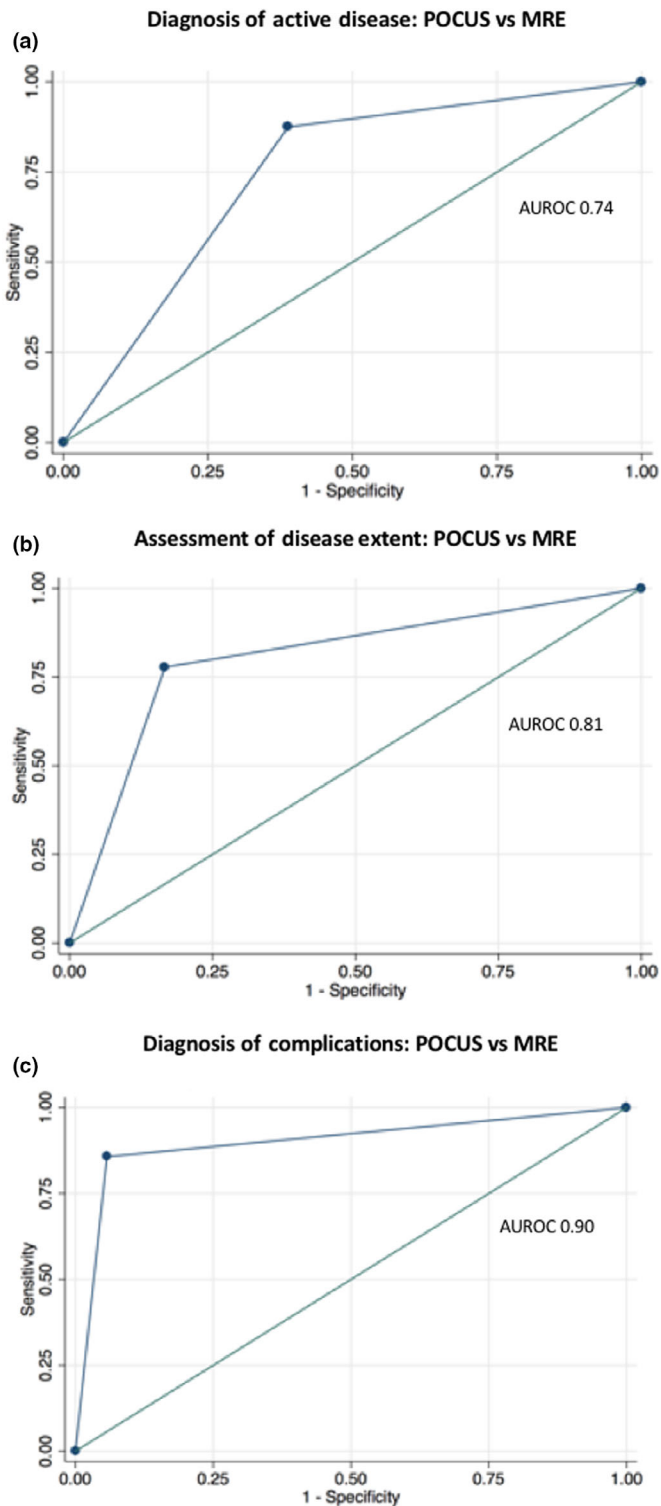 (a)
Diagnosis of active disease: POCUS vs MRE
1.00
0.75
0.50
0.25
0.00
Sensitivity
AUROC 0.74
0.00 0.25 0.50 0.75 1.00
1 - Specificity
(b)
Assessment of disease extent: POCUS vs MRE
1.00
0.75
0.50
0.25
0.00
Sensitivity
AUROC 0.81
0.00 0.25 0.50 0.75 1.00
1 - Specificity
Diagnosis of complications: POCUS vs MRE
(c)
1.00
0.75
0.50
0.25
0.00
Sensitivity
AUROC 0.90
0.00 0.25 0.50 0.75 1.00
1 - Specificity